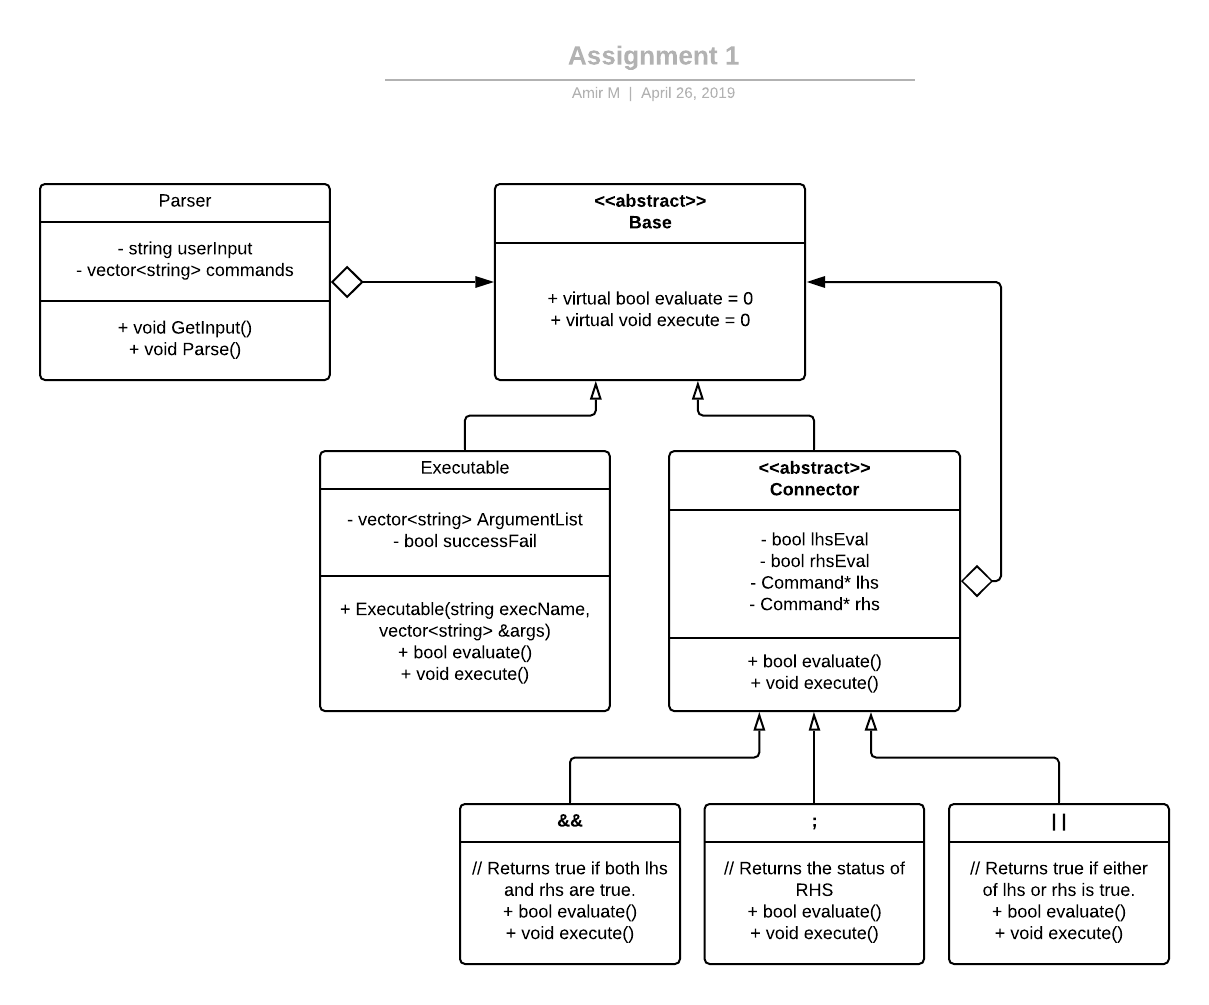 Assignment 1
Amir M | April 26, 2019
Parser
- string userInput
- vector<string> commands
+ void GetInput()
+ void Parse()
<<abstract>>
Base
+ virtual bool evaluate = 0
+ virtual void execute = 0
Executable
- vector<string> ArgumentList
- bool successFail
+ Executable(string execName,
vector<string> &args)
+ bool evaluate()
+ void execute()
<<abstract>>
Connector
- bool lhsEval
- bool rhsEval
- Command* lhs
- Command* rhs
+ bool evaluate()
+ void execute()
&&
// Returns true if both lhs
and rhs are true.
+ bool evaluate()
+ void execute()
;
// Returns the status of
RHS
+ bool evaluate()
+ void execute()
||
// Returns true if either
of lhs or rhs is true.
+ bool evaluate()
+ void execute()